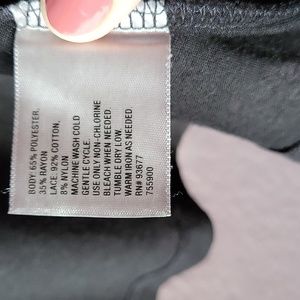 BODY: 65% POLYESTER,
35% RAYON
LACE: 92% COTTON,
8% NYLON
MACHINE WASH COLD
GENTLE CYCLE.
USE ONLY NON-CHLORINE
BLEACH WHEN NEEDED.
TUMBLE DRY LOW.
WARM IRON AS NEEDED.
RN# 93677
755900